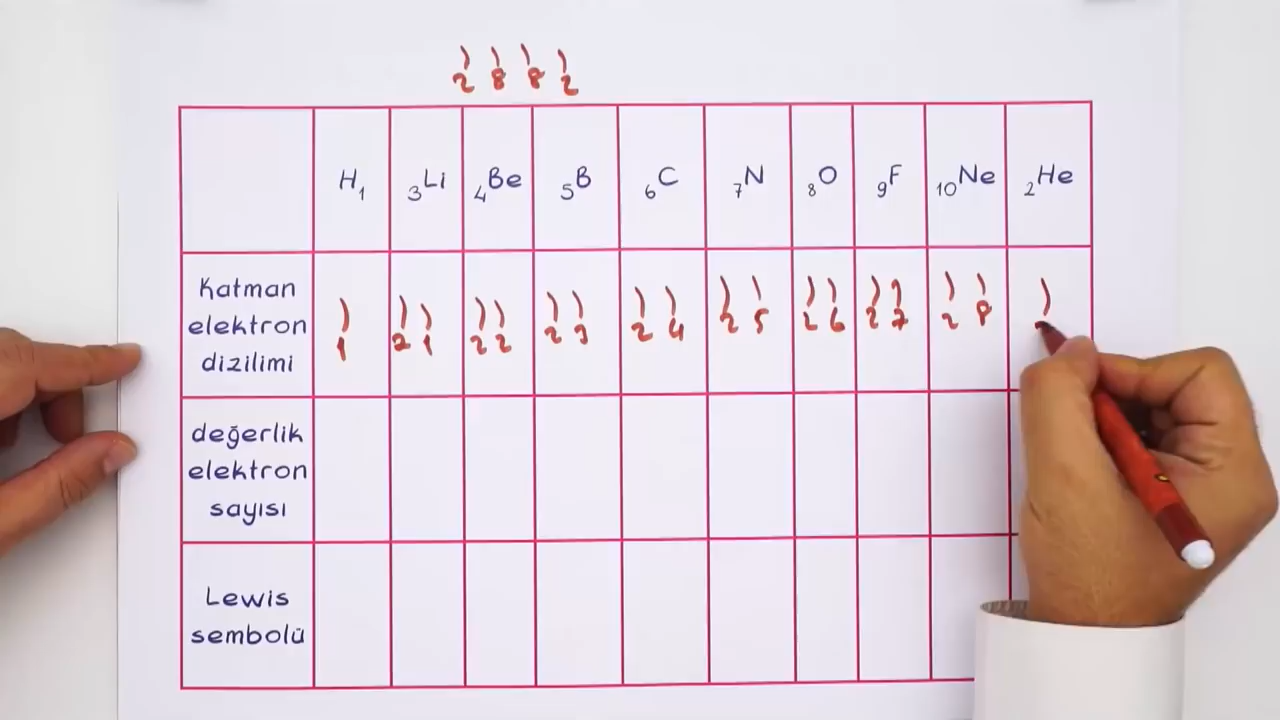 ) ) ) )
2 8 8 2
H₁ ₃Li ₄Be ₅B ₆C ₇N ₈O ₉F ₁₀Ne ₂He
Katman
elektron
dizilimi
) )) )) )) )) )) )) )) )) )
1 2 1 2 2 2 3 2 4 2 5 2 6 2 7 2 8
değerlik
elektron
sayısı
Lewis
sembolü